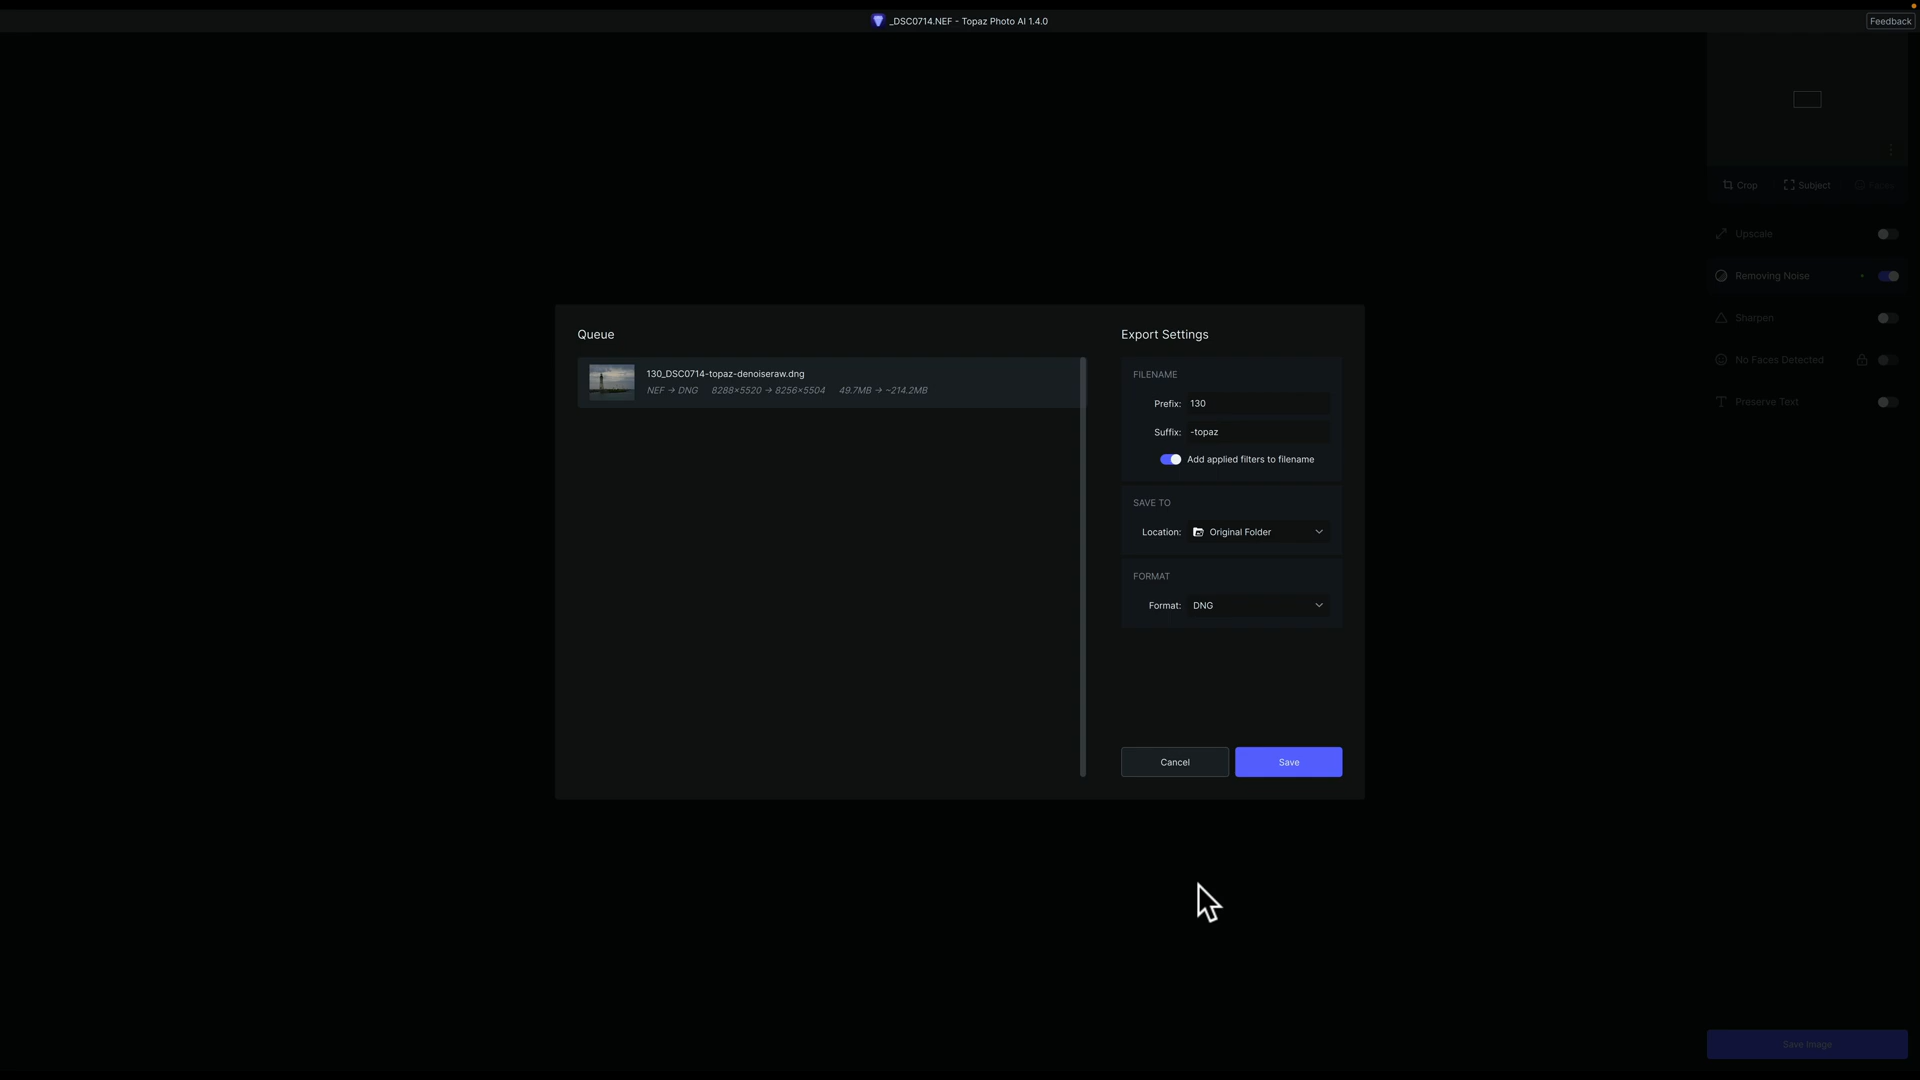 _DSC0714.NEF - Topaz Photo AI 1.4.0
Feedback
Crop
Subject
Faces
Upscale
Removing Noise
Sharpen
No Faces Detected
Preserve Text
Queue
130_DSC0714-topaz-denoiseraw.dng
NEF → DNG 8288×5520 → 8256×5504 49.7MB → ~214.2MB
Export Settings
FILENAME
Prefix: 130
Suffix: -topaz
Add applied filters to filename
SAVE TO
Location: Original Folder
FORMAT
Format: DNG
Cancel
Save
Save Image